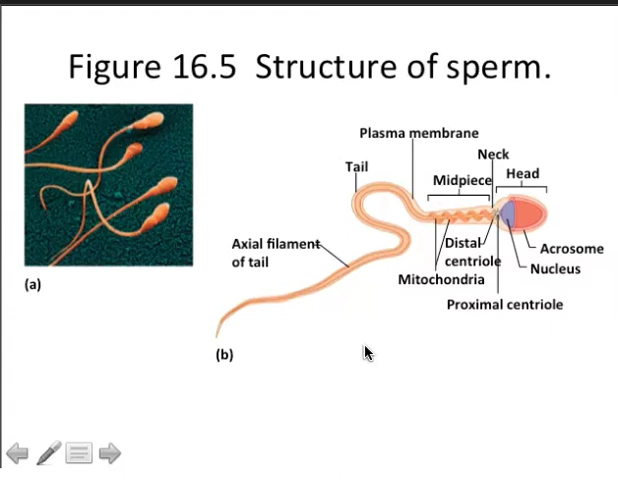 Figure 16.5 Structure of sperm.
Plasma membrane
Neck
Tail
Head
Midpiece
Axial filament
of tail
Distal
centriole
Acrosome
Nucleus
Mitochondria
(a)
Proximal centriole
(b)